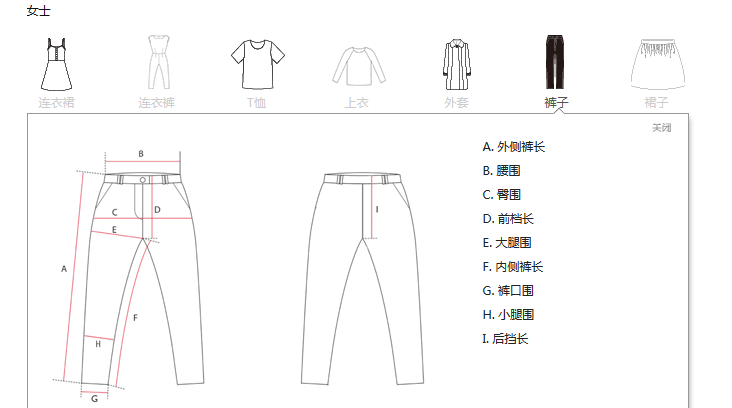 女士
连衣裙 连衣裤 T恤 上衣 外套 裤子 裙子
关闭
A. 外侧裤长
B. 腰围
C. 臀围
D. 前档长
E. 大腿围
F. 内侧裤长
G. 裤口围
H. 小腿围
I. 后挡长
B
C
D
E
A
F
H
G
I